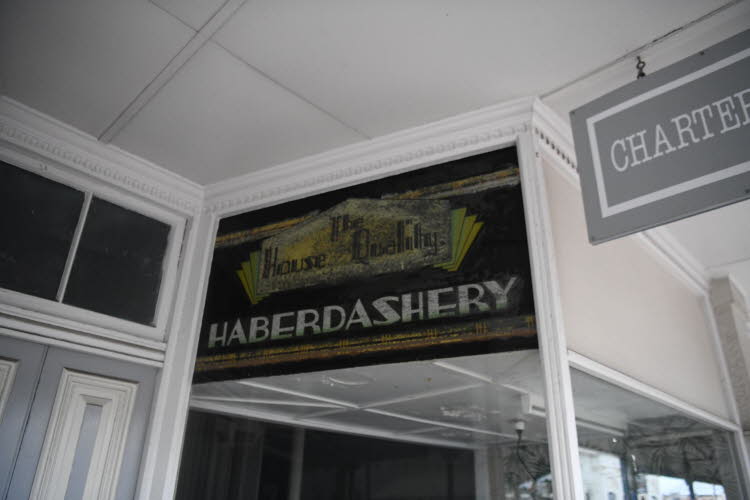 The
House Quality
HABERDASHERY
CHARTER